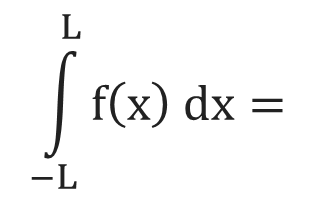 ∫_{−L}^{L} f(x) dx =